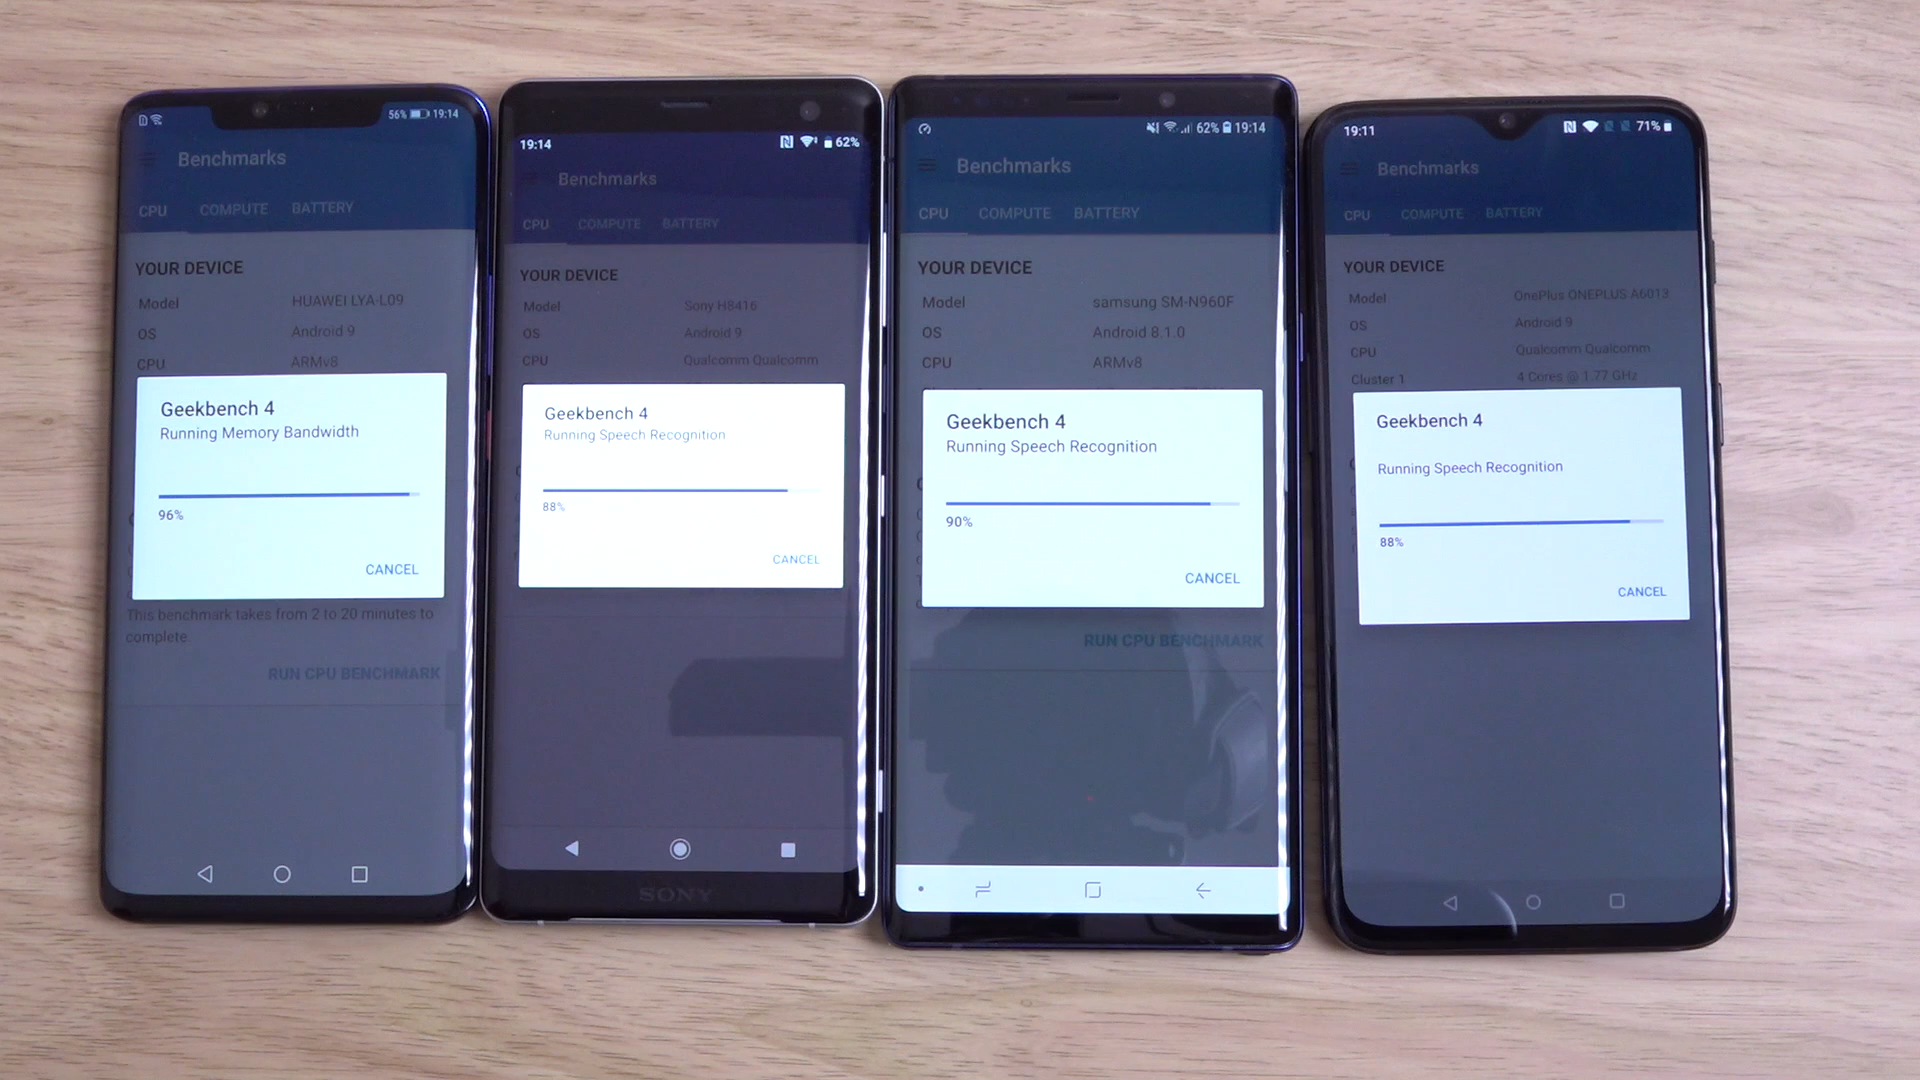 56% 19:14
Benchmarks
CPU COMPUTE BATTERY
YOUR DEVICE
Model HUAWEI LYA-L09
OS Android 9
CPU ARMv8
Geekbench 4
Running Memory Bandwidth
96%
CANCEL
This benchmark takes from 2 to 20 minutes to
complete.
RUN CPU BENCHMARK
19:14 62%
Benchmarks
CPU COMPUTE BATTERY
YOUR DEVICE
Model Sony H8416
OS Android 9
CPU Qualcomm Qualcomm
Geekbench 4
Running Speech Recognition
88%
CANCEL
SONY
62% 19:14
Benchmarks
CPU COMPUTE BATTERY
YOUR DEVICE
Model samsung SM-N960F
OS Android 8.1.0
CPU ARMv8
Geekbench 4
Running Speech Recognition
90%
CANCEL
RUN CPU BENCHMARK
19:11 71%
Benchmarks
CPU COMPUTE BATTERY
YOUR DEVICE
Model OnePlus ONEPLUS A6013
OS Android 9
CPU Qualcomm Qualcomm
Cluster 1 4 Cores @ 1.77 GHz
Geekbench 4
Running Speech Recognition
88%
CANCEL